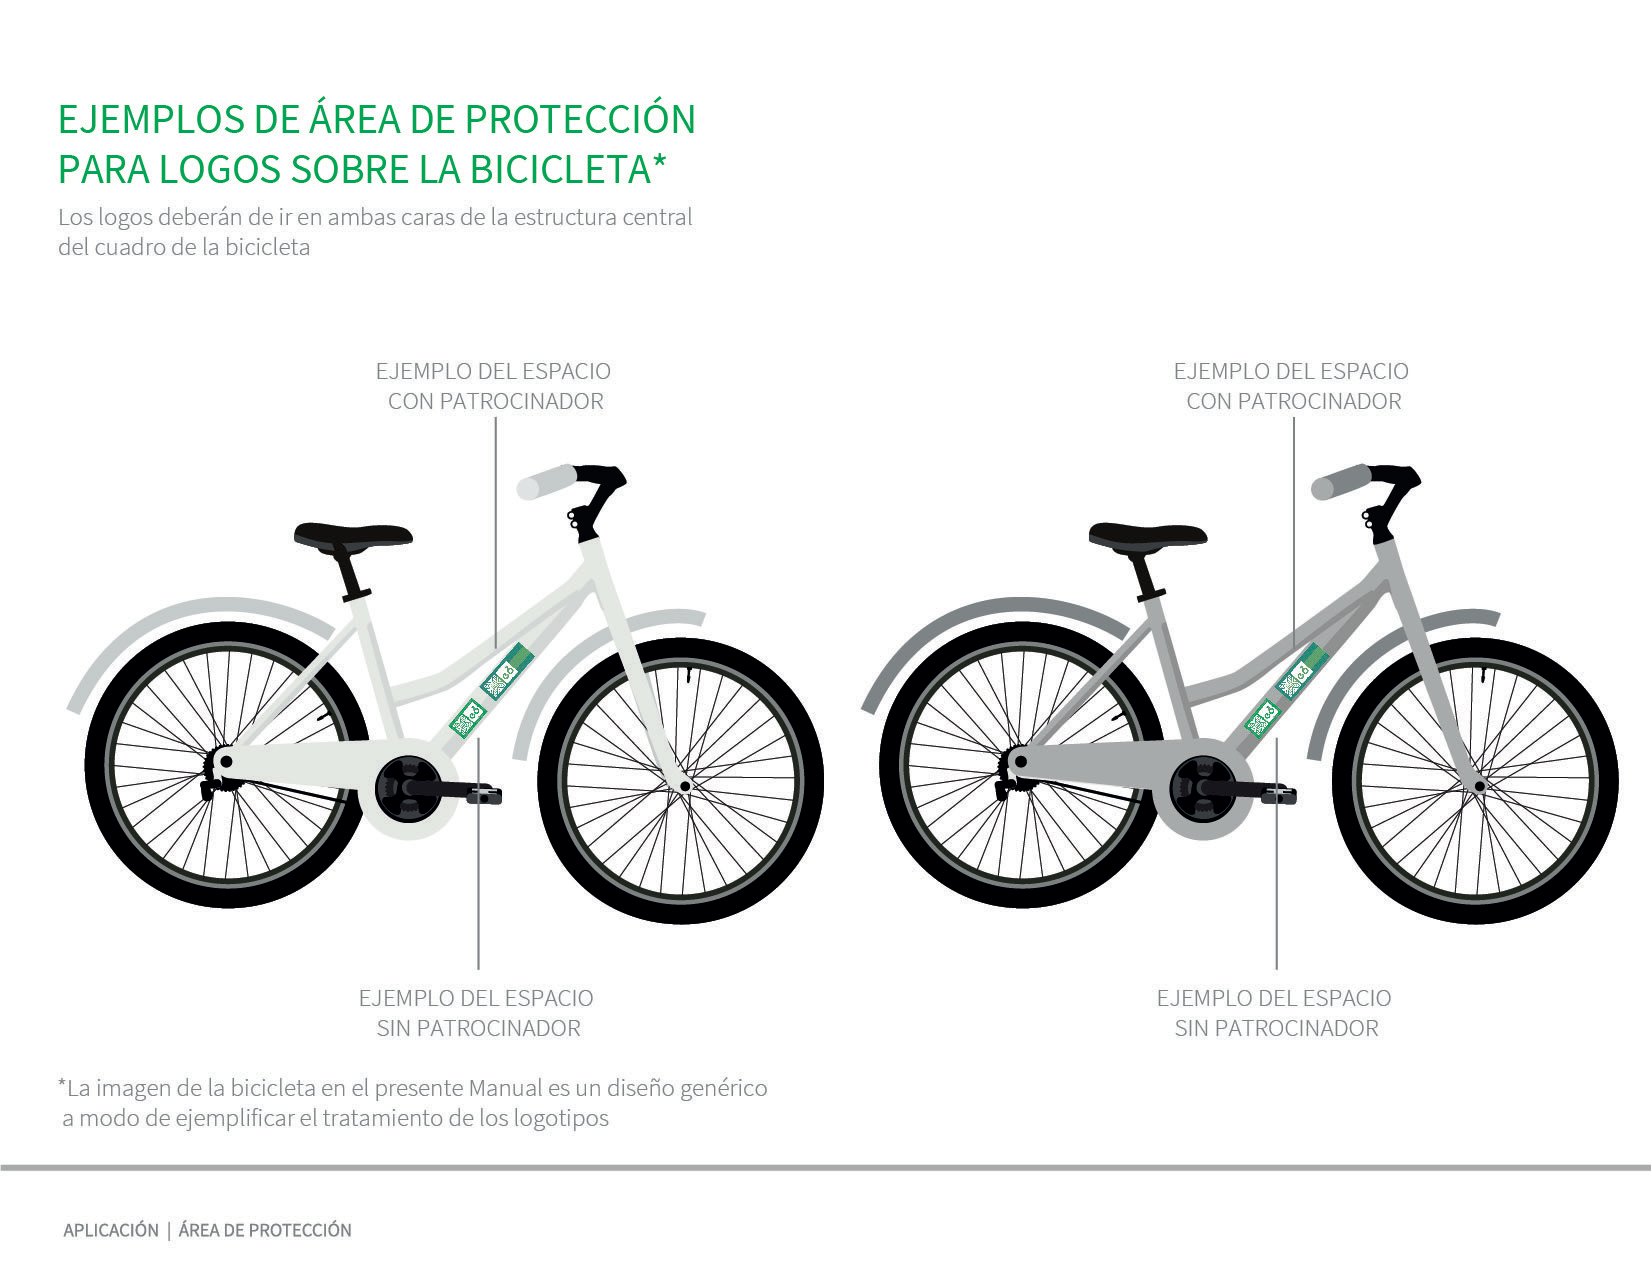 EJEMPLOS DE ÁREA DE PROTECCIÓN
PARA LOGOS SOBRE LA BICICLETA*
Los logos deberán de ir en ambas caras de la estructura central
del cuadro de la bicicleta
EJEMPLO DEL ESPACIO
CON PATROCINADOR
EJEMPLO DEL ESPACIO
CON PATROCINADOR
EJEMPLO DEL ESPACIO
SIN PATROCINADOR
EJEMPLO DEL ESPACIO
SIN PATROCINADOR
*La imagen de la bicicleta en el presente Manual es un diseño genérico
a modo de ejemplificar el tratamiento de los logotipos
APLICACIÓN | ÁREA DE PROTECCIÓN